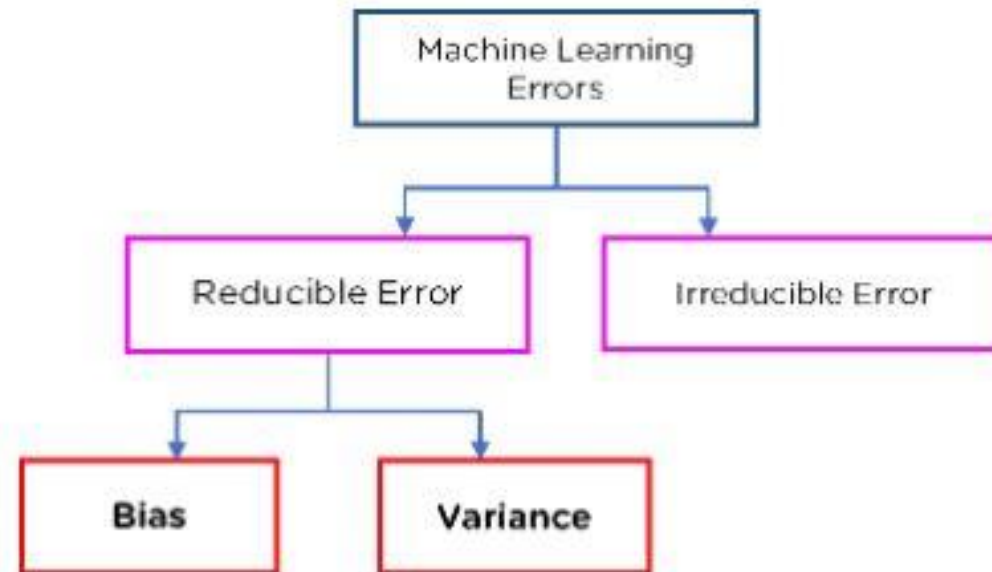 Machine Learning
Errors
Reducible Error
Irreducible Error
Bias
Variance